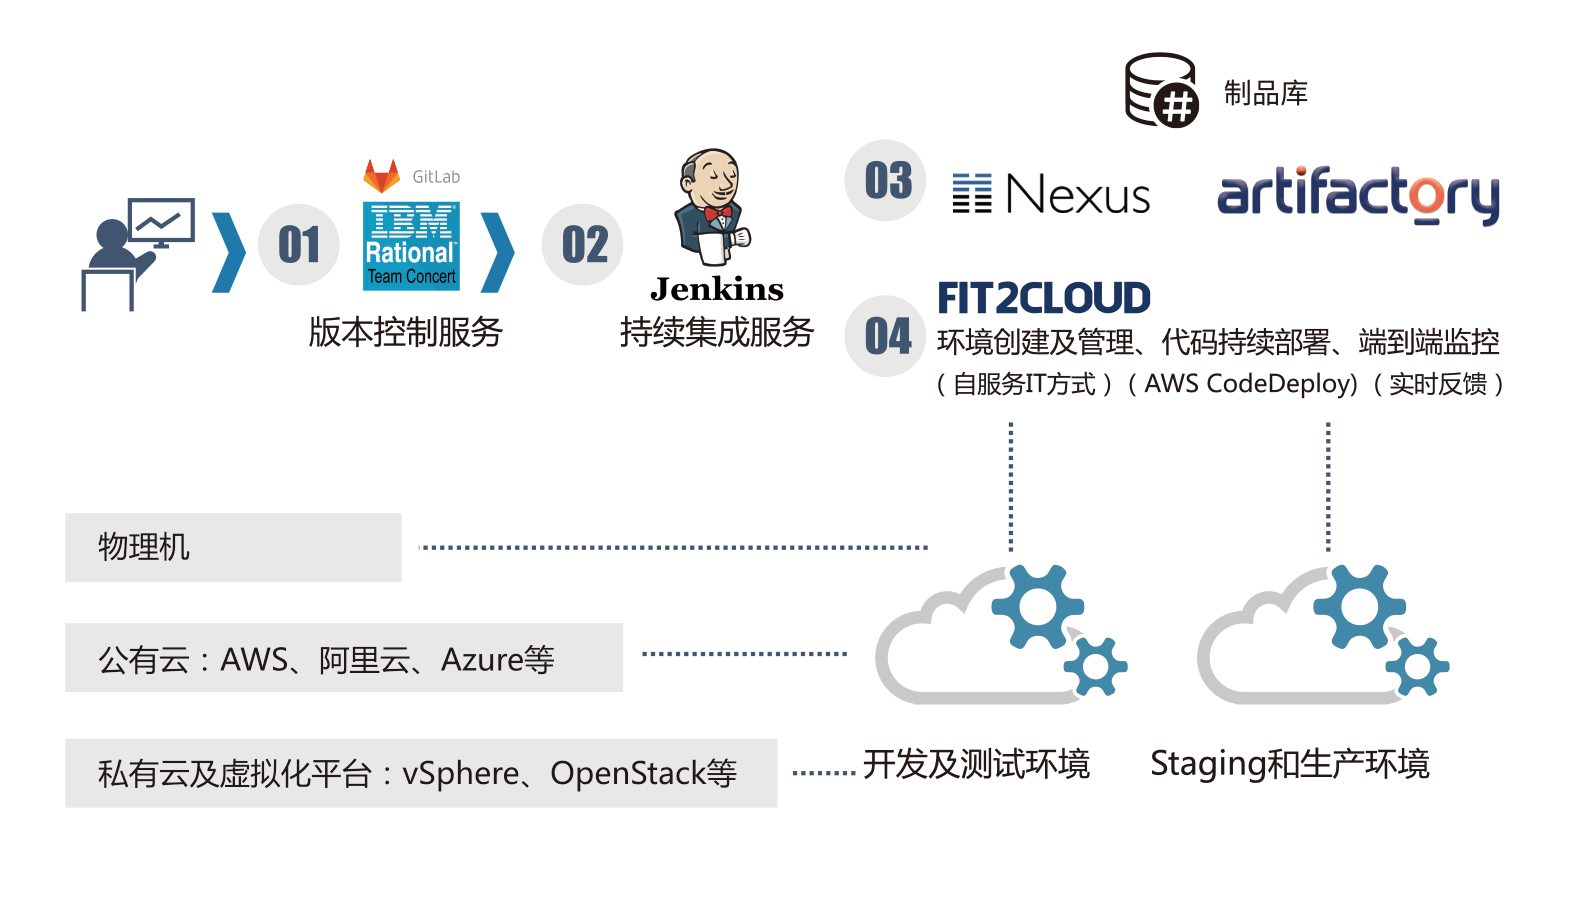 制品库
03
Nexus
artifactory
GitLab
IBM®
Rational™
Team Concert
01
02
Jenkins
版本控制服务
持续集成服务
04
FIT2CLOUD
环境创建及管理、代码持续部署、端到端监控
（自服务IT方式）（AWS CodeDeploy)（实时反馈）
物理机
公有云：AWS、阿里云、Azure等
私有云及虚拟化平台：vSphere、OpenStack等
开发及测试环境
Staging和生产环境